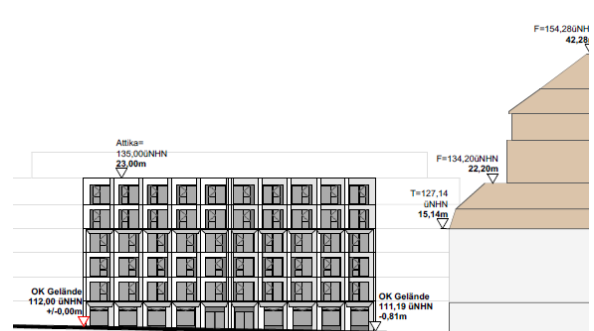 F=154,28üNH
42,28
Attika=
135,00üNHN
23,00m
F=134,20üNHN
22,20m
T=127,14
üNHN
15,14m
OK Gelände
112,00 üNHN
+/-0,00m
OK Gelände
111,19 üNHN
-0,81m